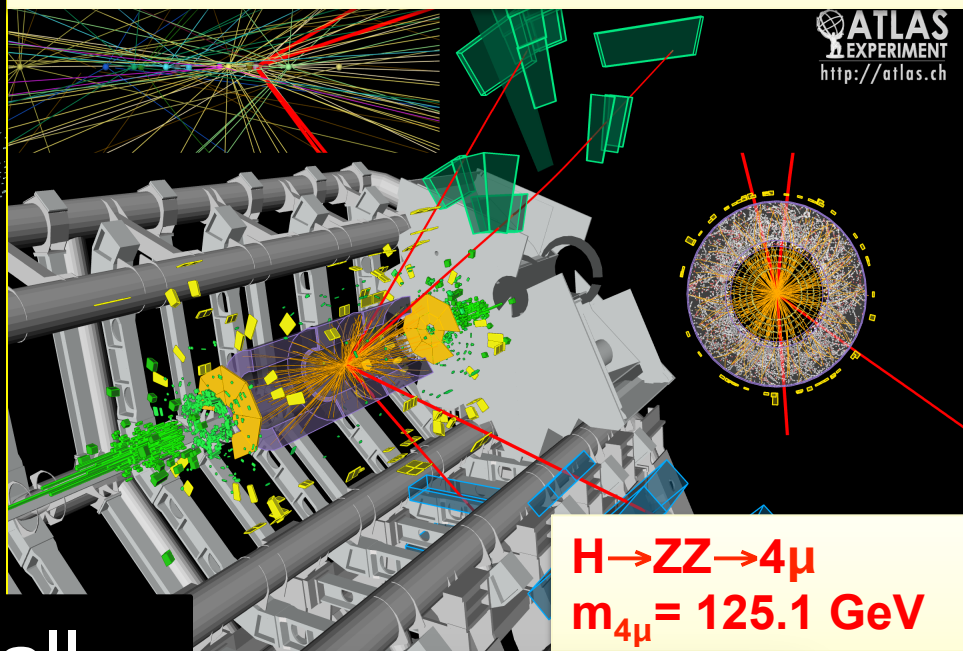 ATLAS
EXPERIMENT
http://atlas.ch
H→ZZ→4μ
m4μ= 125.1 GeV